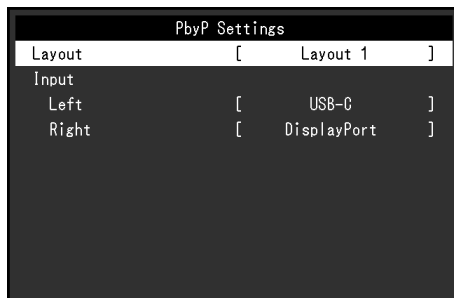 PbyP Settings
Layout [ Layout 1 ]
Input
Left [ USB-C ]
Right [ DisplayPort ]